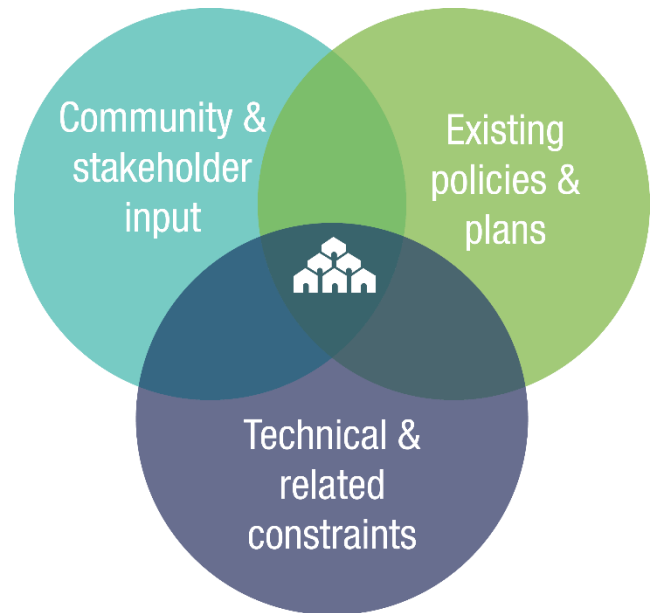 Community &
stakeholder
input
Existing
policies &
plans
Technical &
related
constraints